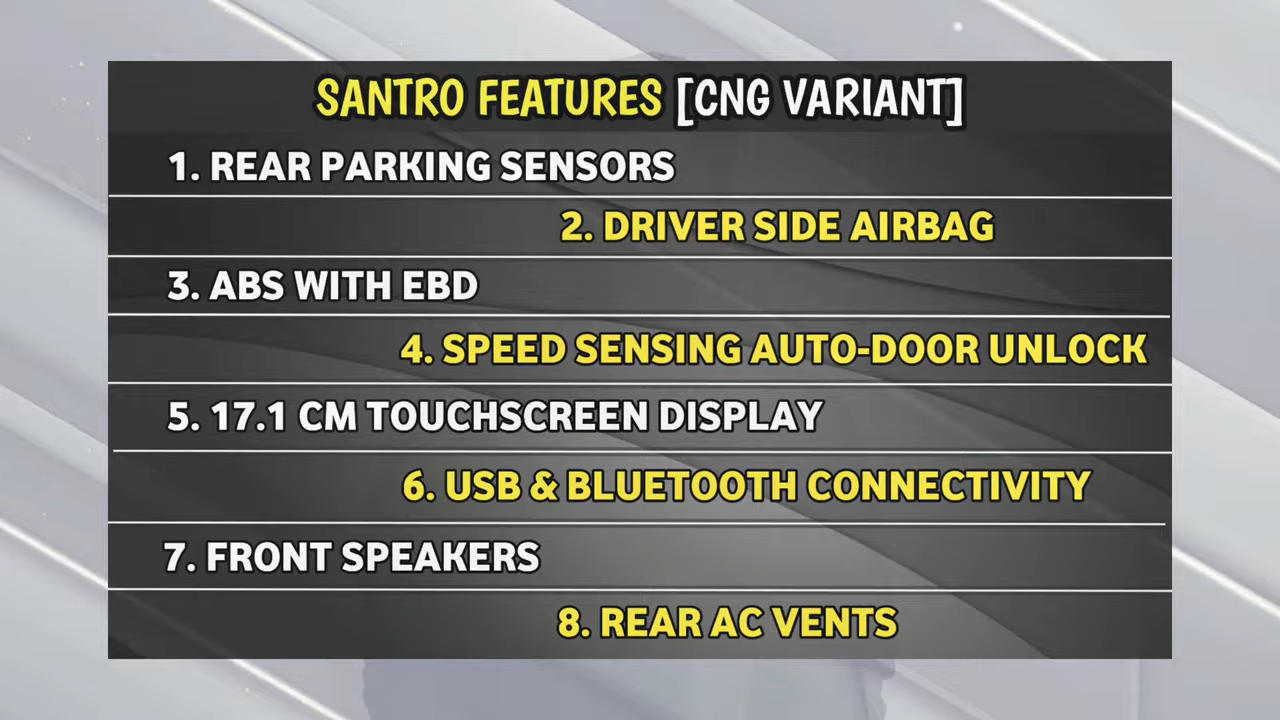 SANTRO FEATURES [CNG VARIANT]
1. REAR PARKING SENSORS
2. DRIVER SIDE AIRBAG
3. ABS WITH EBD
4. SPEED SENSING AUTO-DOOR UNLOCK
5. 17.1 CM TOUCHSCREEN DISPLAY
6. USB & BLUETOOTH CONNECTIVITY
7. FRONT SPEAKERS
8. REAR AC VENTS